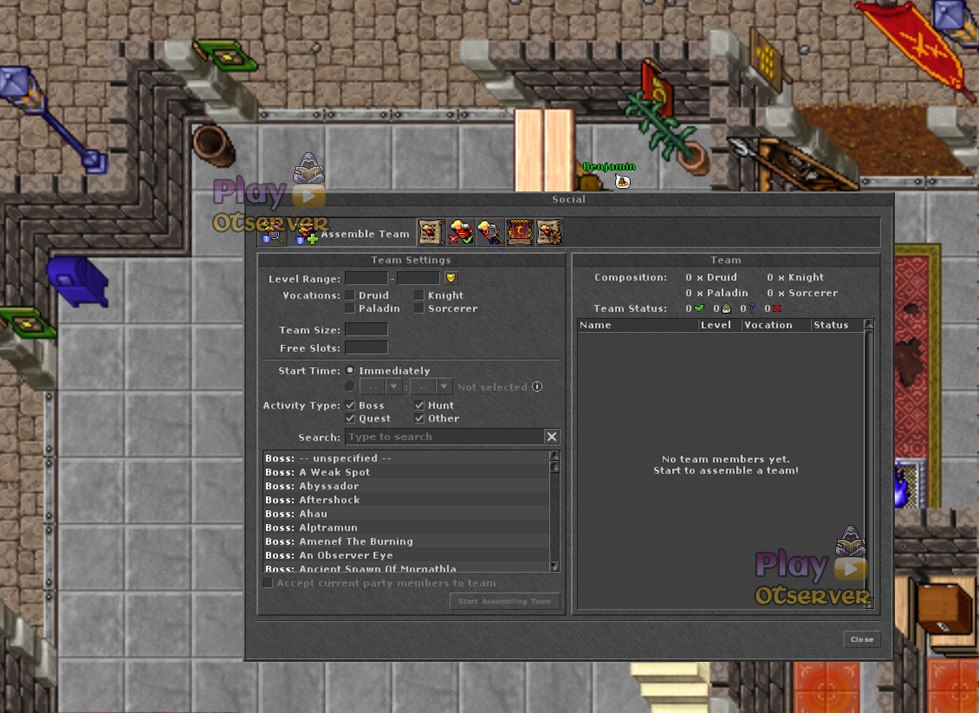 Benjamin
Play
OTserver
Social
Assemble Team
Team Settings
Level Range: -
Vocations: Druid Knight
Paladin Sorcerer
Team Size:
Free Slots:
Start Time: Immediately
-- : -- Not selected
Activity Type: Boss Hunt
Quest Other
Search: Type to search
Boss: -- unspecified --
Boss: A Weak Spot
Boss: Abyssador
Boss: Aftershock
Boss: Ahau
Boss: Alptramun
Boss: Amenef The Burning
Boss: An Observer Eye
Boss: Ancient Spawn Of Morgathla
Accept current party members to team
Start Assembling Team
Team
Composition: 0 x Druid 0 x Knight
0 x Paladin 0 x Sorcerer
Team Status: 0 0 0 ? 0
Name Level Vocation Status
No team members yet.
Start to assemble a team!
Play
OTserver
Close